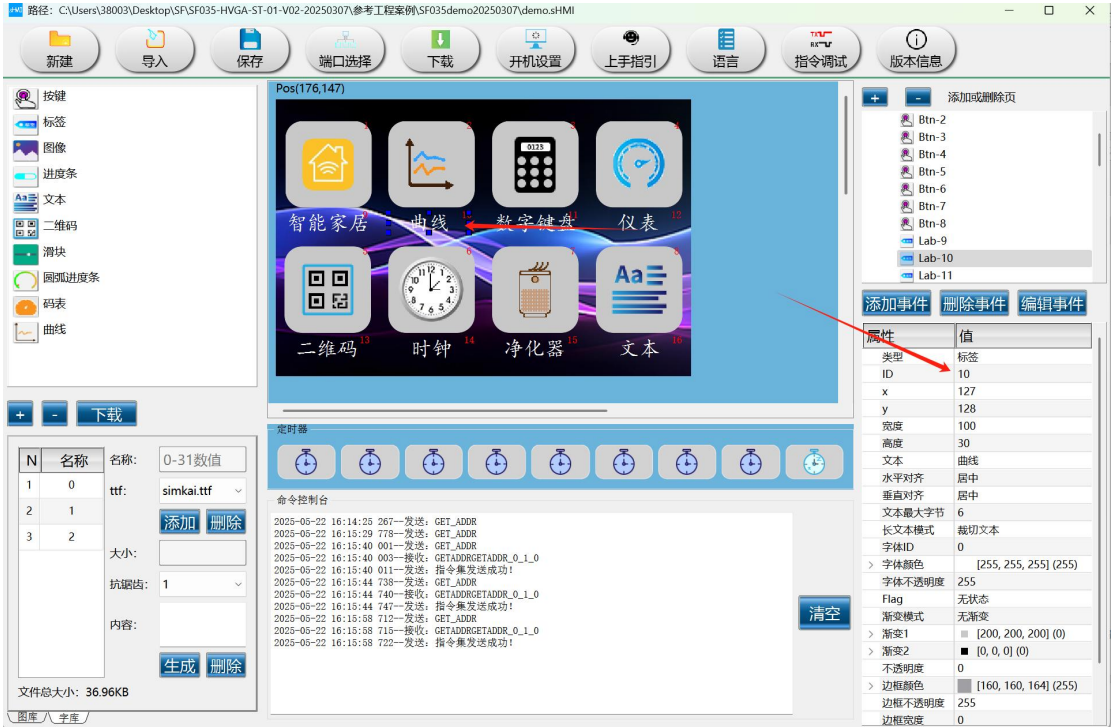 路径：C:\Users\38003\Desktop\SF\SF035-HVGA-ST-01-V02-20250307\参考工程案例\SF035demo20250307\demo.sHMI
新建 导入 保存 端口选择 下载 开机设置 上手指引 语言 指令调试 版本信息
按键
标签
图像
进度条
文本
二维码
滑块
圆弧进度条
码表
曲线
+ - 下载
N 名称
1 0
2 1
3 2
名称: 0-31数值
ttf: simkai.ttf
添加 删除
大小:
抗锯齿: 1
内容:
生成 删除
文件总大小: 36.96KB
图库 字库
Pos(176,147)
1 2 3 4
0123
智能家居 9 曲线 10 数字键盘 11 仪表 12
5 6 7 8
Aa
二维码 13 时钟 14 净化器 15 文本 16
定时器
命令控制台
2025-05-22 16:14:25 267--发送: GET_ADDR
2025-05-22 16:15:29 778--发送: GET_ADDR
2025-05-22 16:15:40 001--发送: GET_ADDR
2025-05-22 16:15:40 003--接收: GETADDRGETADDR_0_1_0
2025-05-22 16:15:40 011--发送: 指令集发送成功!
2025-05-22 16:15:44 738--发送: GET_ADDR
2025-05-22 16:15:44 740--接收: GETADDRGETADDR_0_1_0
2025-05-22 16:15:44 747--发送: 指令集发送成功!
2025-05-22 16:15:58 712--发送: GET_ADDR
2025-05-22 16:15:58 715--接收: GETADDRGETADDR_0_1_0
2025-05-22 16:15:58 722--发送: 指令集发送成功!
清空
+ - 添加或删除页
Btn-2
Btn-3
Btn-4
Btn-5
Btn-6
Btn-7
Btn-8
Lab-9
Lab-10
Lab-11
添加事件 删除事件 编辑事件
属性 值
类型 标签
ID 10
x 127
y 128
宽度 100
高度 30
文本 曲线
水平对齐 居中
垂直对齐 居中
文本最大字节 6
长文本模式 裁切文本
字体ID 0
字体颜色 [255, 255, 255] (255)
字体不透明度 255
Flag 无状态
渐变模式 无渐变
渐变1 [200, 200, 200] (0)
渐变2 [0, 0, 0] (0)
不透明度 0
边框颜色 [160, 160, 164] (255)
边框不透明度 255
边框宽度 0